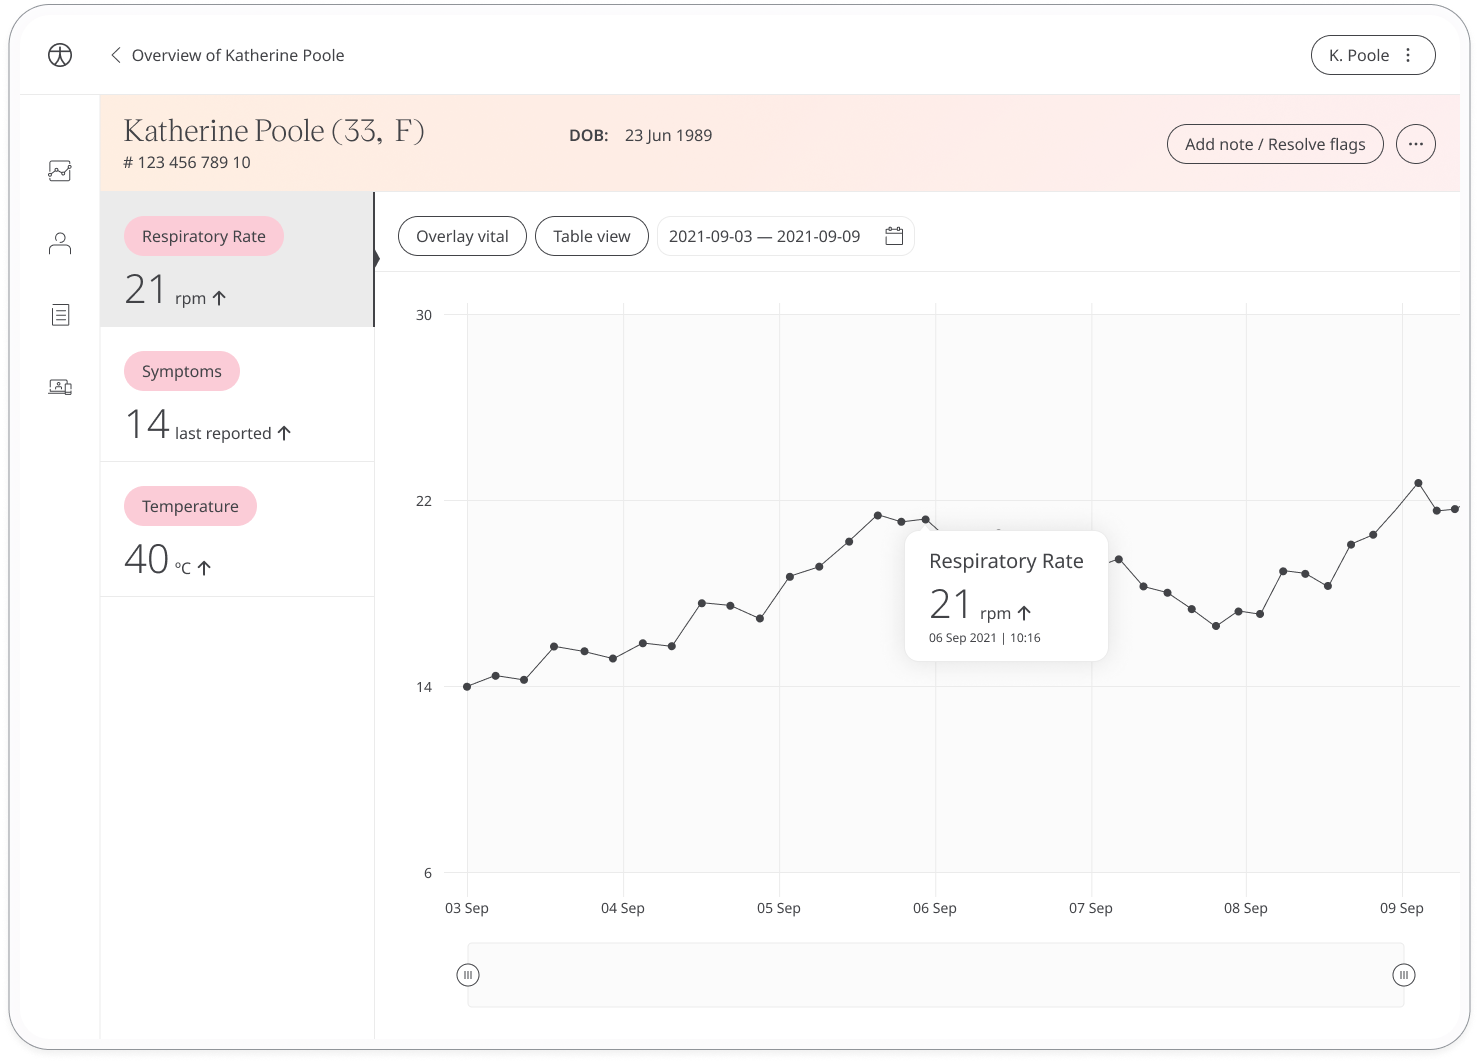 Overview of Katherine Poole
K. Poole
Katherine Poole (33, F)
DOB: 23 Jun 1989
# 123 456 789 10
Add note / Resolve flags
Respiratory Rate
21 rpm ↑
Symptoms
14 last reported ↑
Temperature
40 ºC ↑
Overlay vital
Table view
2021-09-03 — 2021-09-09
30
22
14
6
Respiratory Rate
21 rpm ↑
06 Sep 2021 | 10:16
03 Sep 04 Sep 05 Sep 06 Sep 07 Sep 08 Sep 09 Sep